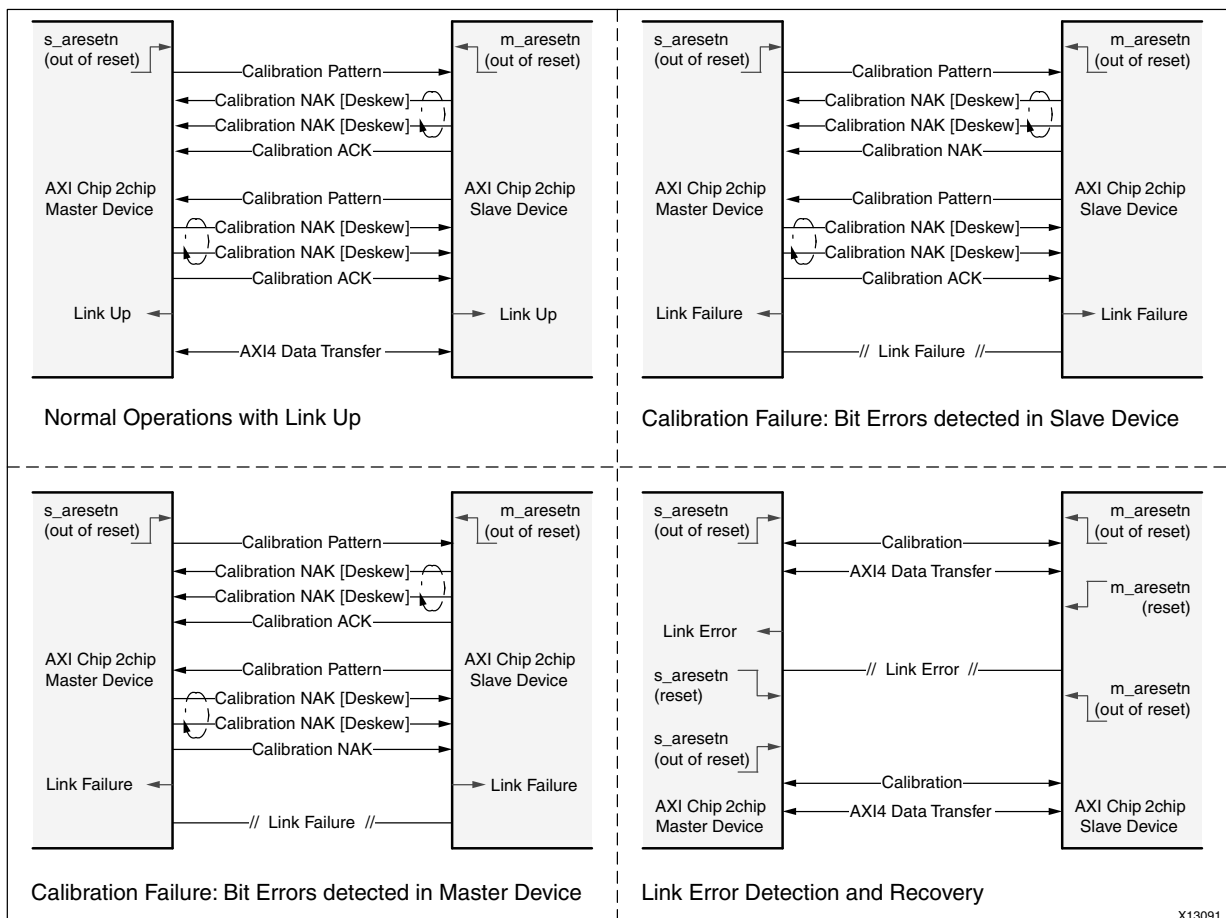 s_aresetn
(out of reset)
m_aresetn
(out of reset)
Calibration Pattern
Calibration NAK [Deskew]
Calibration NAK [Deskew]
Calibration ACK
AXI Chip 2chip
Master Device
AXI Chip 2chip
Slave Device
Calibration Pattern
Calibration NAK [Deskew]
Calibration NAK [Deskew]
Calibration ACK
Link Up
Link Up
AXI4 Data Transfer
Normal Operations with Link Up
s_aresetn
(out of reset)
m_aresetn
(out of reset)
Calibration Pattern
Calibration NAK [Deskew]
Calibration NAK [Deskew]
Calibration NAK
AXI Chip 2chip
Master Device
AXI Chip 2chip
Slave Device
Calibration Pattern
Calibration NAK [Deskew]
Calibration NAK [Deskew]
Calibration ACK
Link Failure
Link Failure
// Link Failure //
Calibration Failure: Bit Errors detected in Slave Device
s_aresetn
(out of reset)
m_aresetn
(out of reset)
Calibration Pattern
Calibration NAK [Deskew]
Calibration NAK [Deskew]
Calibration ACK
AXI Chip 2chip
Master Device
AXI Chip 2chip
Slave Device
Calibration Pattern
Calibration NAK [Deskew]
Calibration NAK [Deskew]
Calibration NAK
Link Failure
Link Failure
// Link Failure //
Calibration Failure: Bit Errors detected in Master Device
s_aresetn
(out of reset)
m_aresetn
(out of reset)
Calibration
AXI4 Data Transfer
m_aresetn
(reset)
Link Error
// Link Error //
s_aresetn
(reset)
m_aresetn
(out of reset)
s_aresetn
(out of reset)
Calibration
AXI4 Data Transfer
AXI Chip 2chip
Master Device
AXI Chip 2chip
Slave Device
Link Error Detection and Recovery
X13091